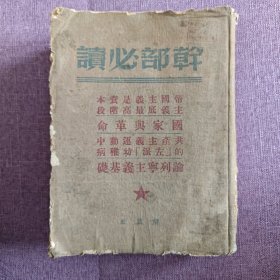 幹部必讀
帝國主義是資本
主義底最高階段
國家與革命
共產主義運動中
的「左派」幼稚病
論列寧主義基礎